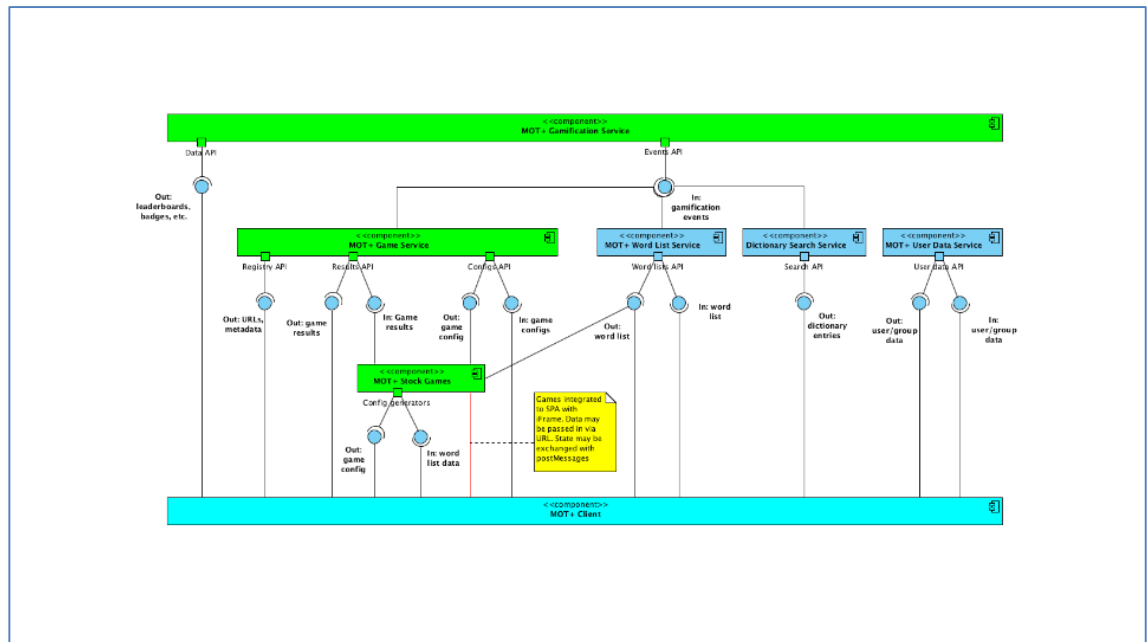 <<component>>
MOT+ Gamification Service
Data API
Events API
Out:
leaderboards,
badges, etc.
In:
gamification
events
<<component>>
MOT+ Game Service
<<component>>
MOT+ Word List Service
<<component>>
Dictionary Search Service
<<component>>
MOT+ User Data Service
Registry API
Results API
Configs API
Word lists API
Search API
User data API
Out: URLs,
metadata
Out: game
results
In: Game
results
Out:
game
config
In: game
configs
Out:
word list
In: word
list
Out:
dictionary
entries
Out:
user/group
data
In:
user/group
data
<<component>>
MOT+ Stock Games
Config generators
Out:
game
config
In: word
list data
Games integrated
to SPA with
iFrame. Data may
be passed in via
URL. State may be
exchanged with
postMessages
<<component>>
MOT+ Client